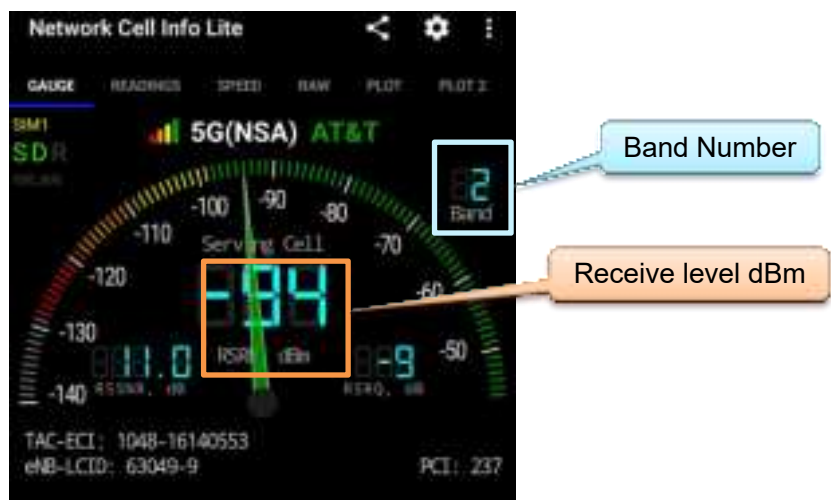 Network Cell Info Lite
GAUGE READINGS SPEED RAW PLOT PLOT 2
SIM1
SDR
5G(NSA) AT&T
2
Band
Band Number
-140
-130
-120
-110
-100
-90
-80
-70
-60
-50
Serving Cell
-94
RSRP dBm
Receive level dBm
11.0
RSSNR, dB
-9
RSRQ, dB
TAC-ECI: 1048-16140553
eNB-LCID: 63049-9
PCI: 237